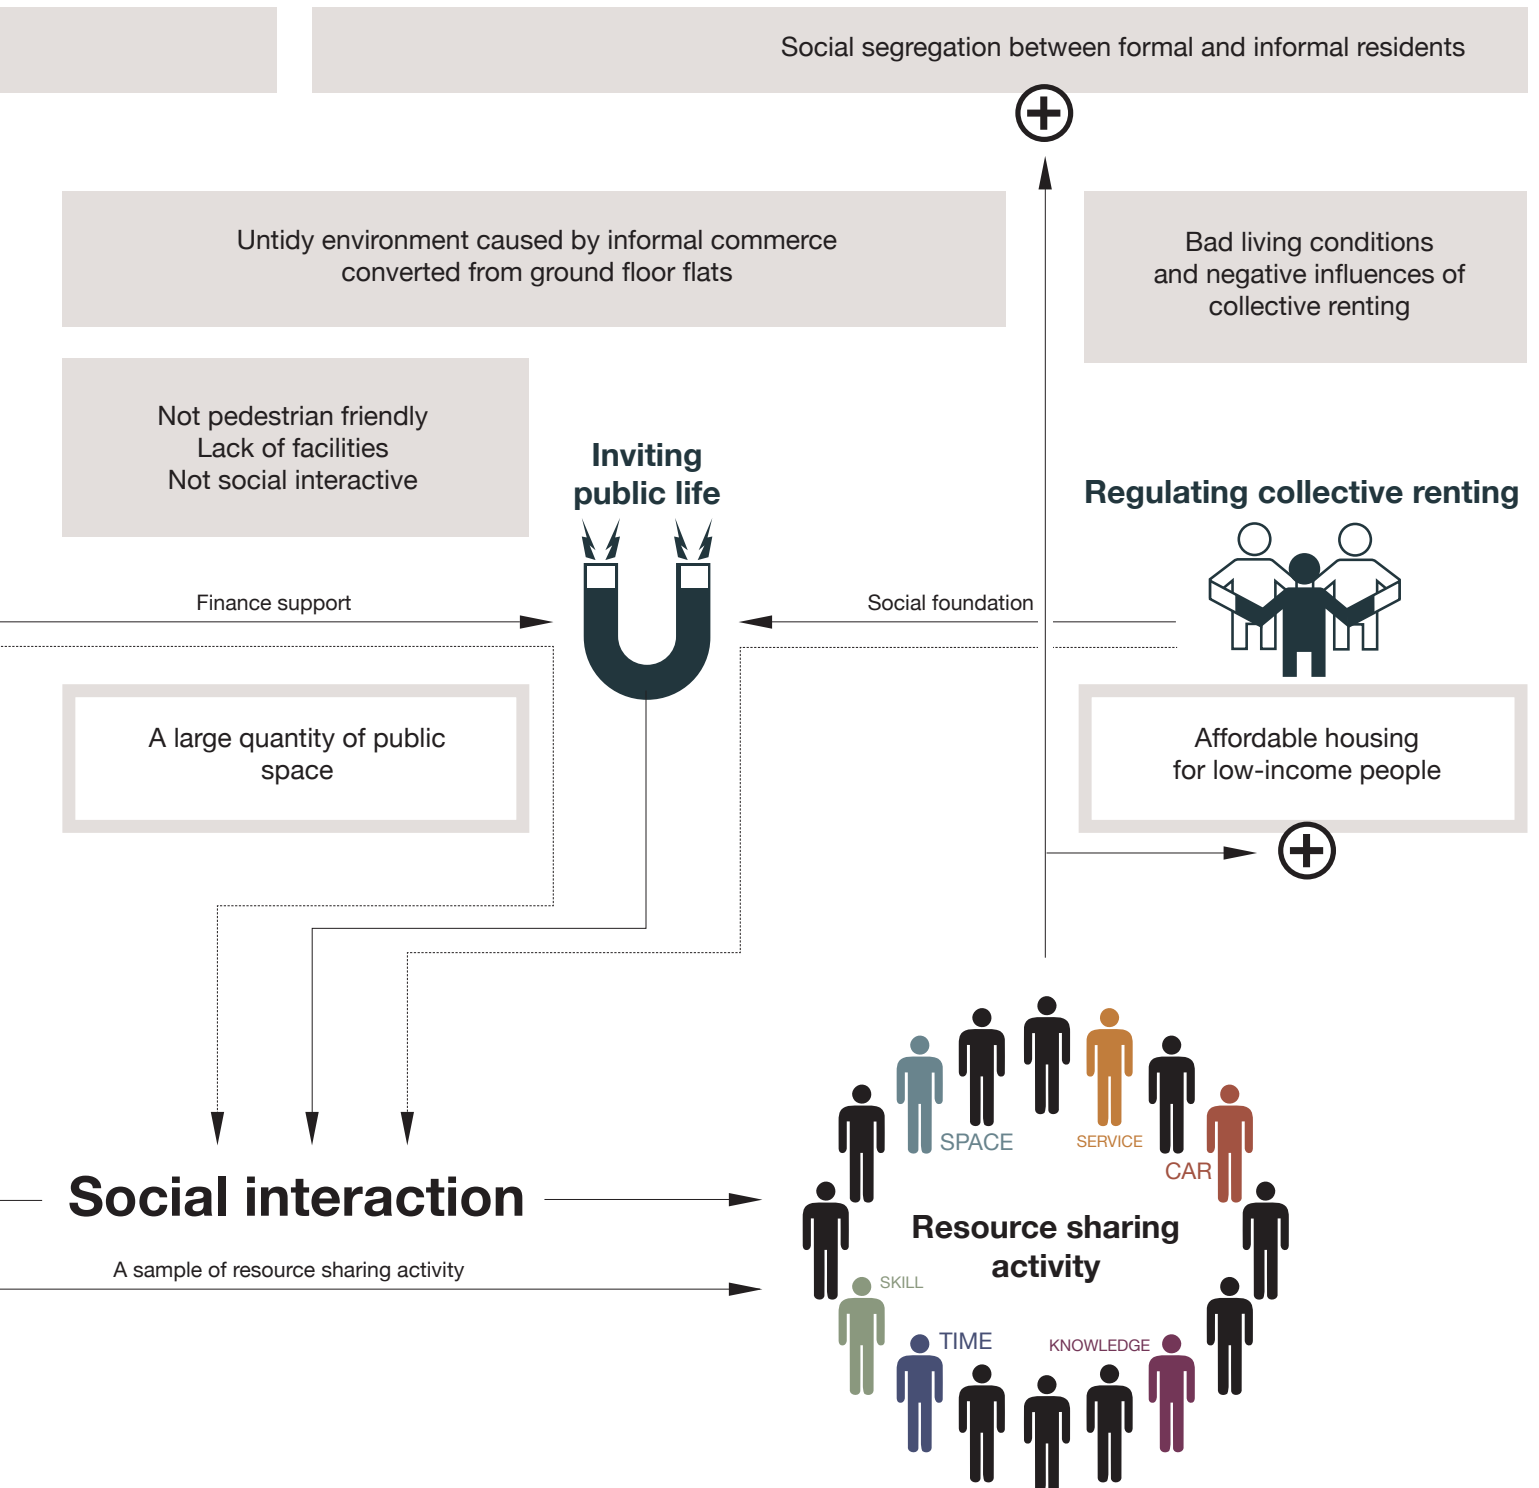 Social segregation between formal and informal residents
Untidy environment caused by informal commerce
converted from ground floor flats
Bad living conditions
and negative influences of
collective renting
Not pedestrian friendly
Lack of facilities
Not social interactive
Inviting
public life
Regulating collective renting
Finance support
Social foundation
A large quantity of public
space
Affordable housing
for low-income people
SPACE
SERVICE
CAR
Social interaction
Resource sharing
activity
A sample of resource sharing activity
SKILL
TIME
KNOWLEDGE